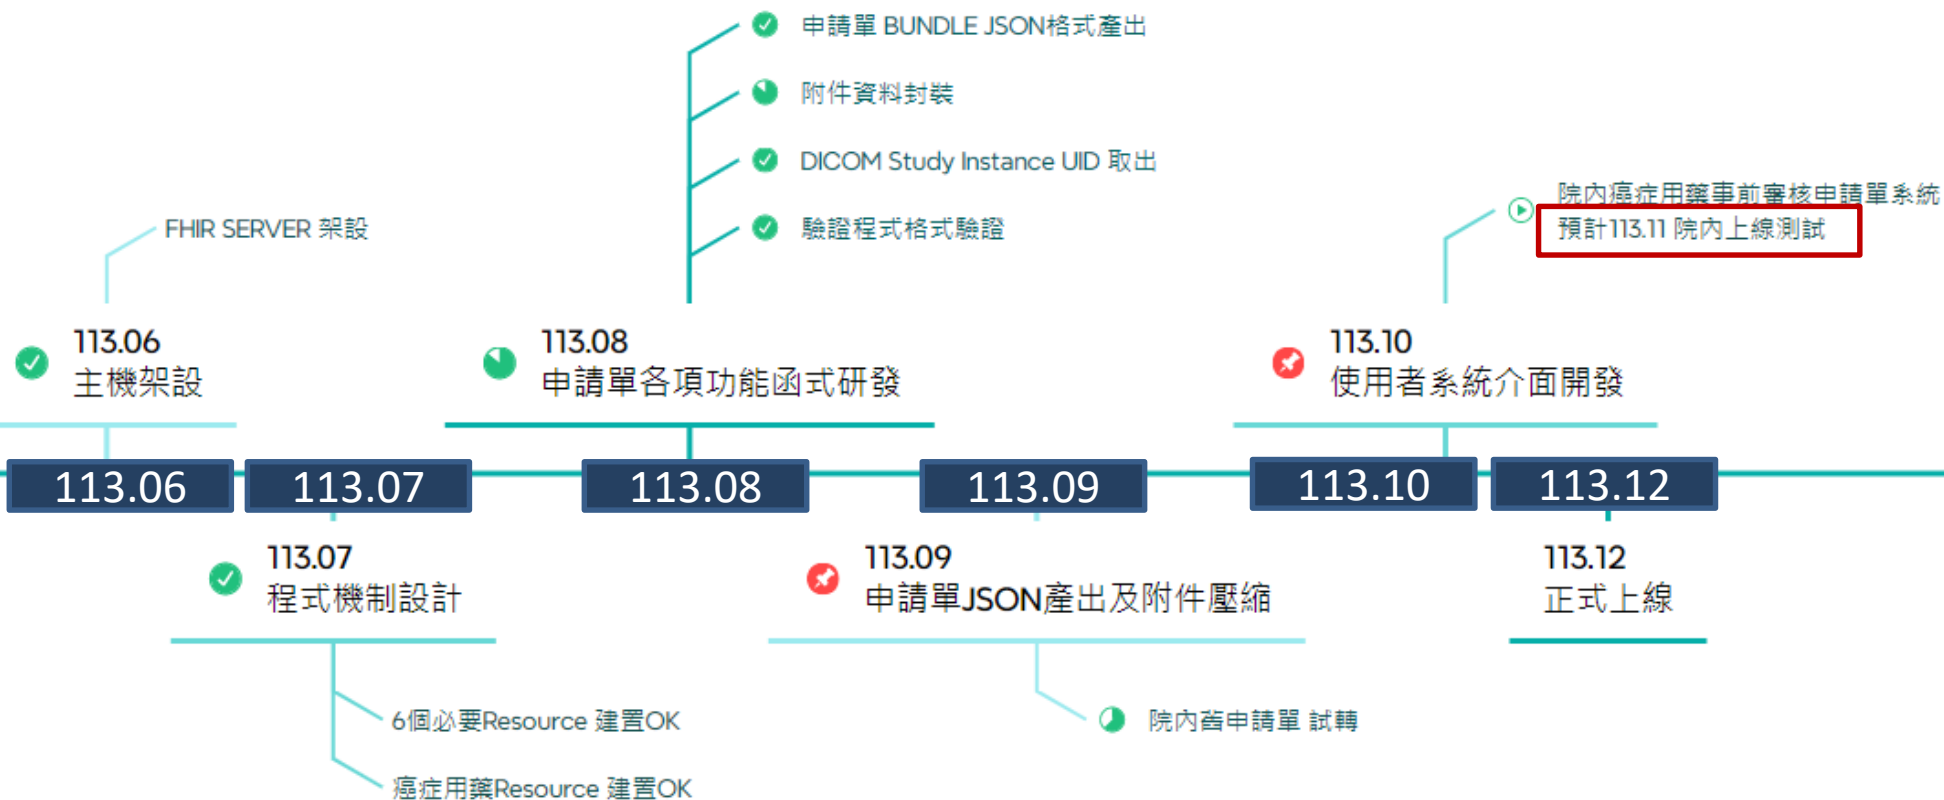 申請單 BUNDLE JSON格式產出
附件資料封裝
DICOM Study Instance UID 取出
驗證程式格式驗證
FHIR SERVER 架設
院內癌症用藥事前審核申請單系統
預計113.11 院內上線測試
113.06
主機架設
113.08
申請單各項功能函式研發
113.10
使用者系統介面開發
113.06
113.07
113.08
113.09
113.10
113.12
113.07
程式機制設計
113.09
申請單JSON產出及附件壓縮
113.12
正式上線
6個必要Resource 建置OK
癌症用藥Resource 建置OK
院內舊申請單 試轉